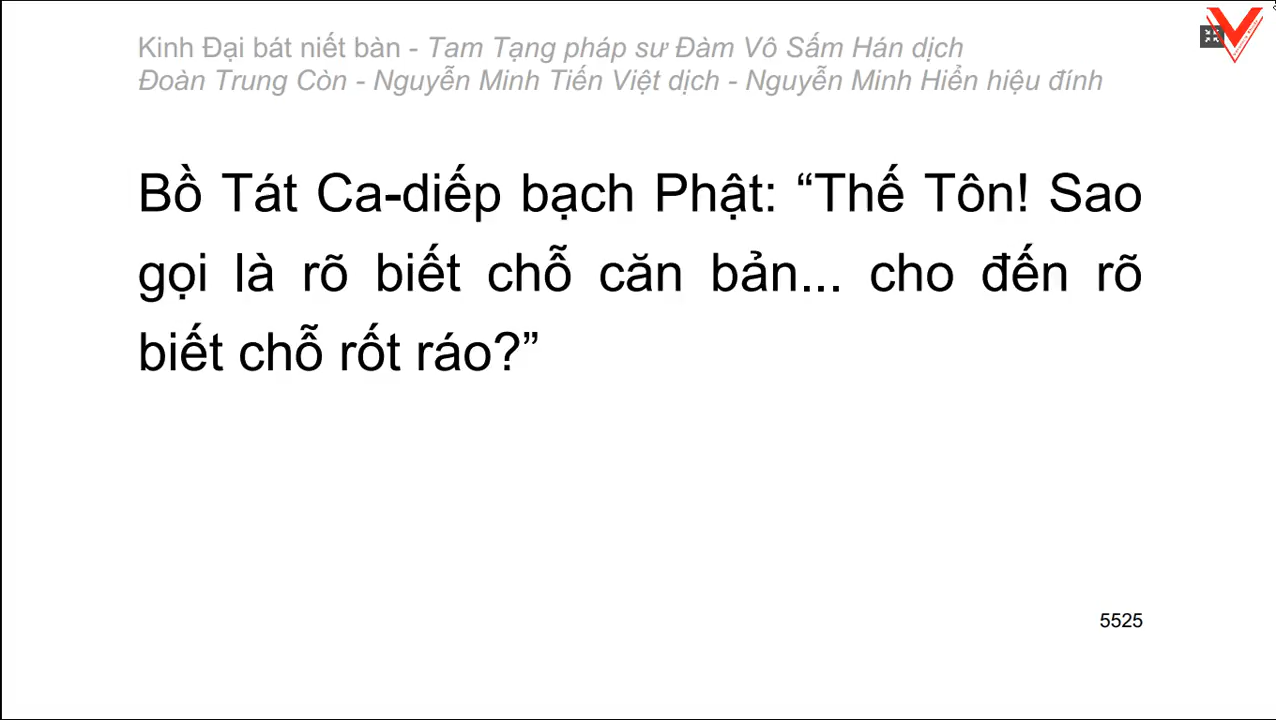 Kinh Đại bát niết bàn - Tam Tạng pháp sư Đàm Vô Sấm Hán dịch
Đoàn Trung Còn - Nguyễn Minh Tiến Việt dịch - Nguyễn Minh Hiển hiệu đính
Bồ Tát Ca-diếp bạch Phật: “Thế Tôn! Sao
gọi là rõ biết chỗ căn bản... cho đến rõ
biết chỗ rốt ráo?”
5525